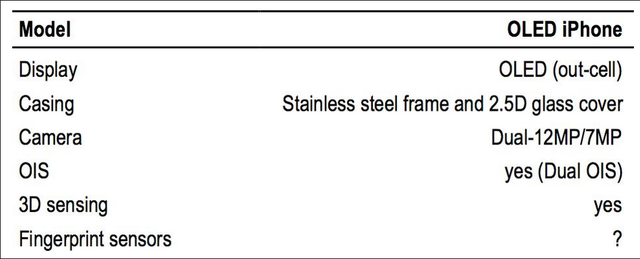 Model OLED iPhone
Display OLED (out-cell)
Casing Stainless steel frame and 2.5D glass cover
Camera Dual-12MP/7MP
OIS yes (Dual OIS)
3D sensing yes
Fingerprint sensors ?